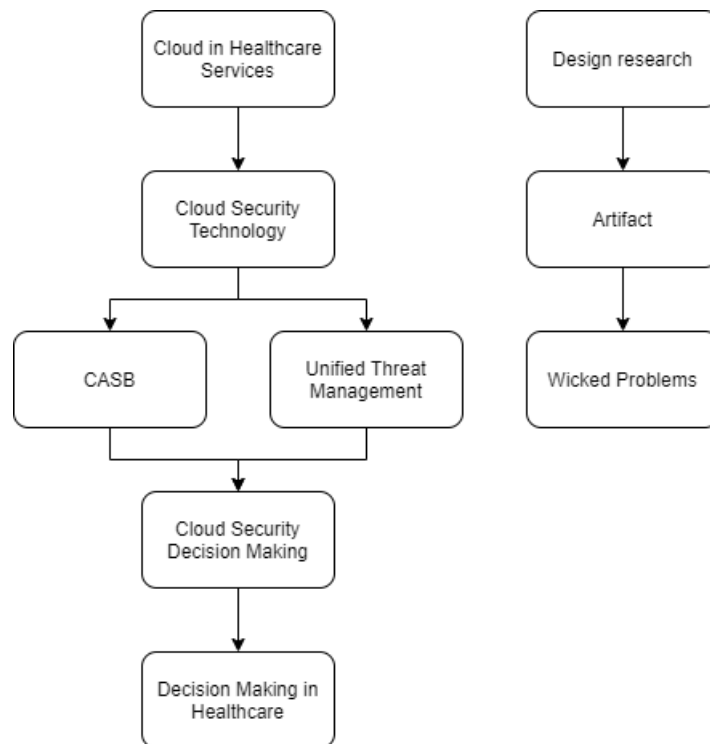 Cloud in Healthcare
Services
Design research
Cloud Security
Technology
Artifact
CASB
Unified Threat
Management
Wicked Problems
Cloud Security
Decision Making
Decision Making in
Healthcare